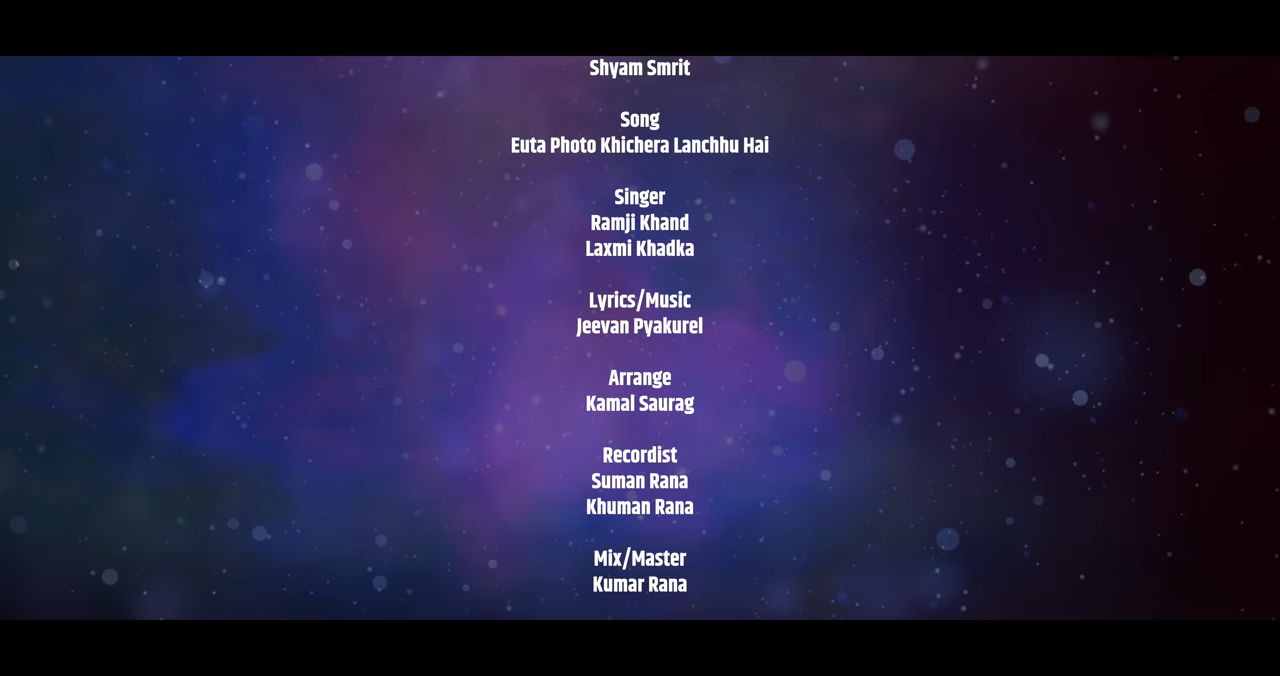 Shyam Smrit
Song
Euta Photo Khichera Lanchhu Hai
Singer
Ramji Khand
Laxmi Khadka
Lyrics/Music
Jeevan Pyakurel
Arrange
Kamal Saurag
Recordist
Suman Rana
Khuman Rana
Mix/Master
Kumar Rana